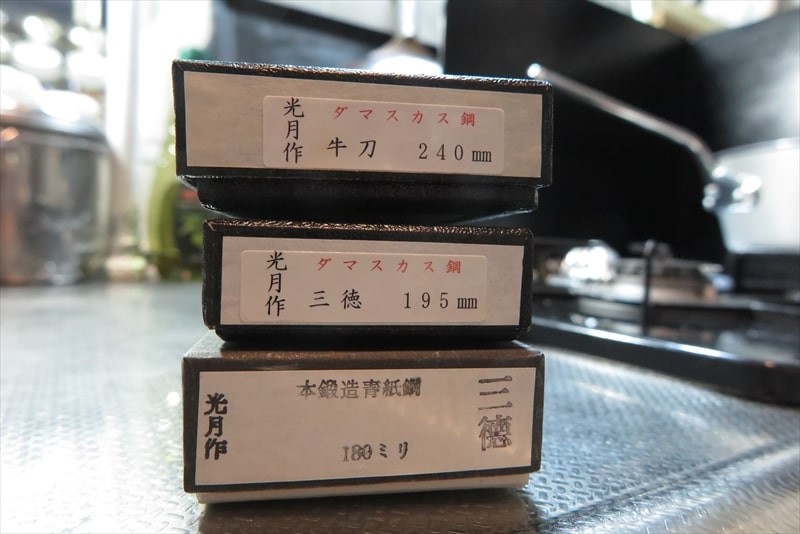 光月作
ダマスカス鋼
牛刀 240mm
光月作
ダマスカス鋼
三徳 195mm
本鍛造青紙鋼
三徳
光月作
180ミリ